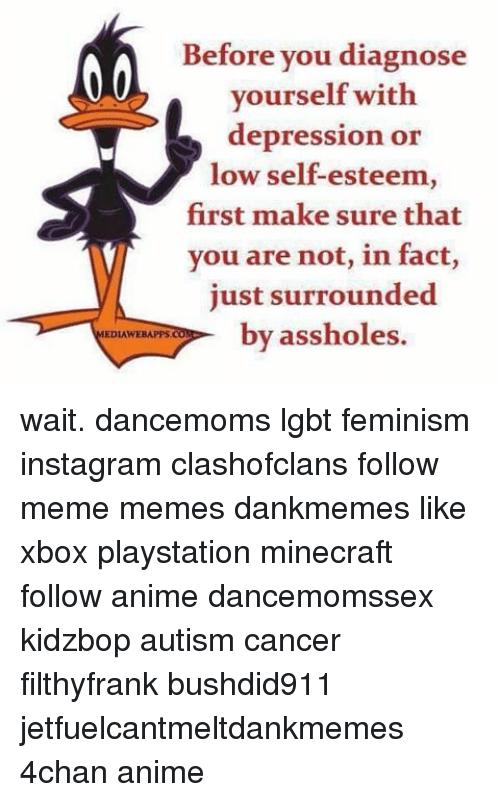 Before you diagnose
yourself with
depression or
low self-esteem,
first make sure that
you are not, in fact,
just surrounded
by assholes.
MEDIAWEBAPPS.COM
wait. dancemoms lgbt feminism
instagram clashofclans follow
meme memes dankmemes like
xbox playstation minecraft
follow anime dancemomssex
kidzbop autism cancer
filthyfrank bushdid911
jetfuelcantmeltdankmemes
4chan anime